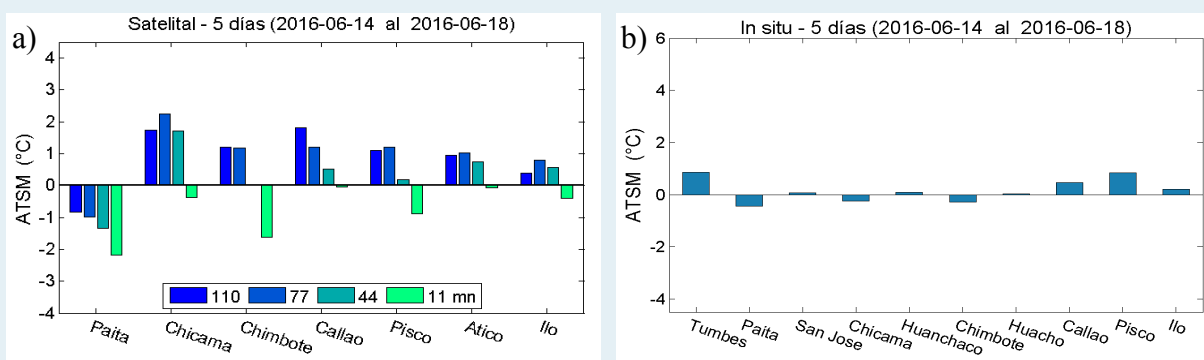 a)
Satelital - 5 días (2016-06-14 al 2016-06-18)
ATSM (°C)
4
3
2
1
0
-1
-2
-3
-4
110 77 44 11 mn
Paita Chicama Chimbote Callao Pisco Atico Ilo
b)
In situ - 5 días (2016-06-14 al 2016-06-18)
ATSM (°C)
6
4
2
0
-2
-4
Tumbes Paita San Jose Chicama Huanchaco Chimbote Huacho Callao Pisco Ilo